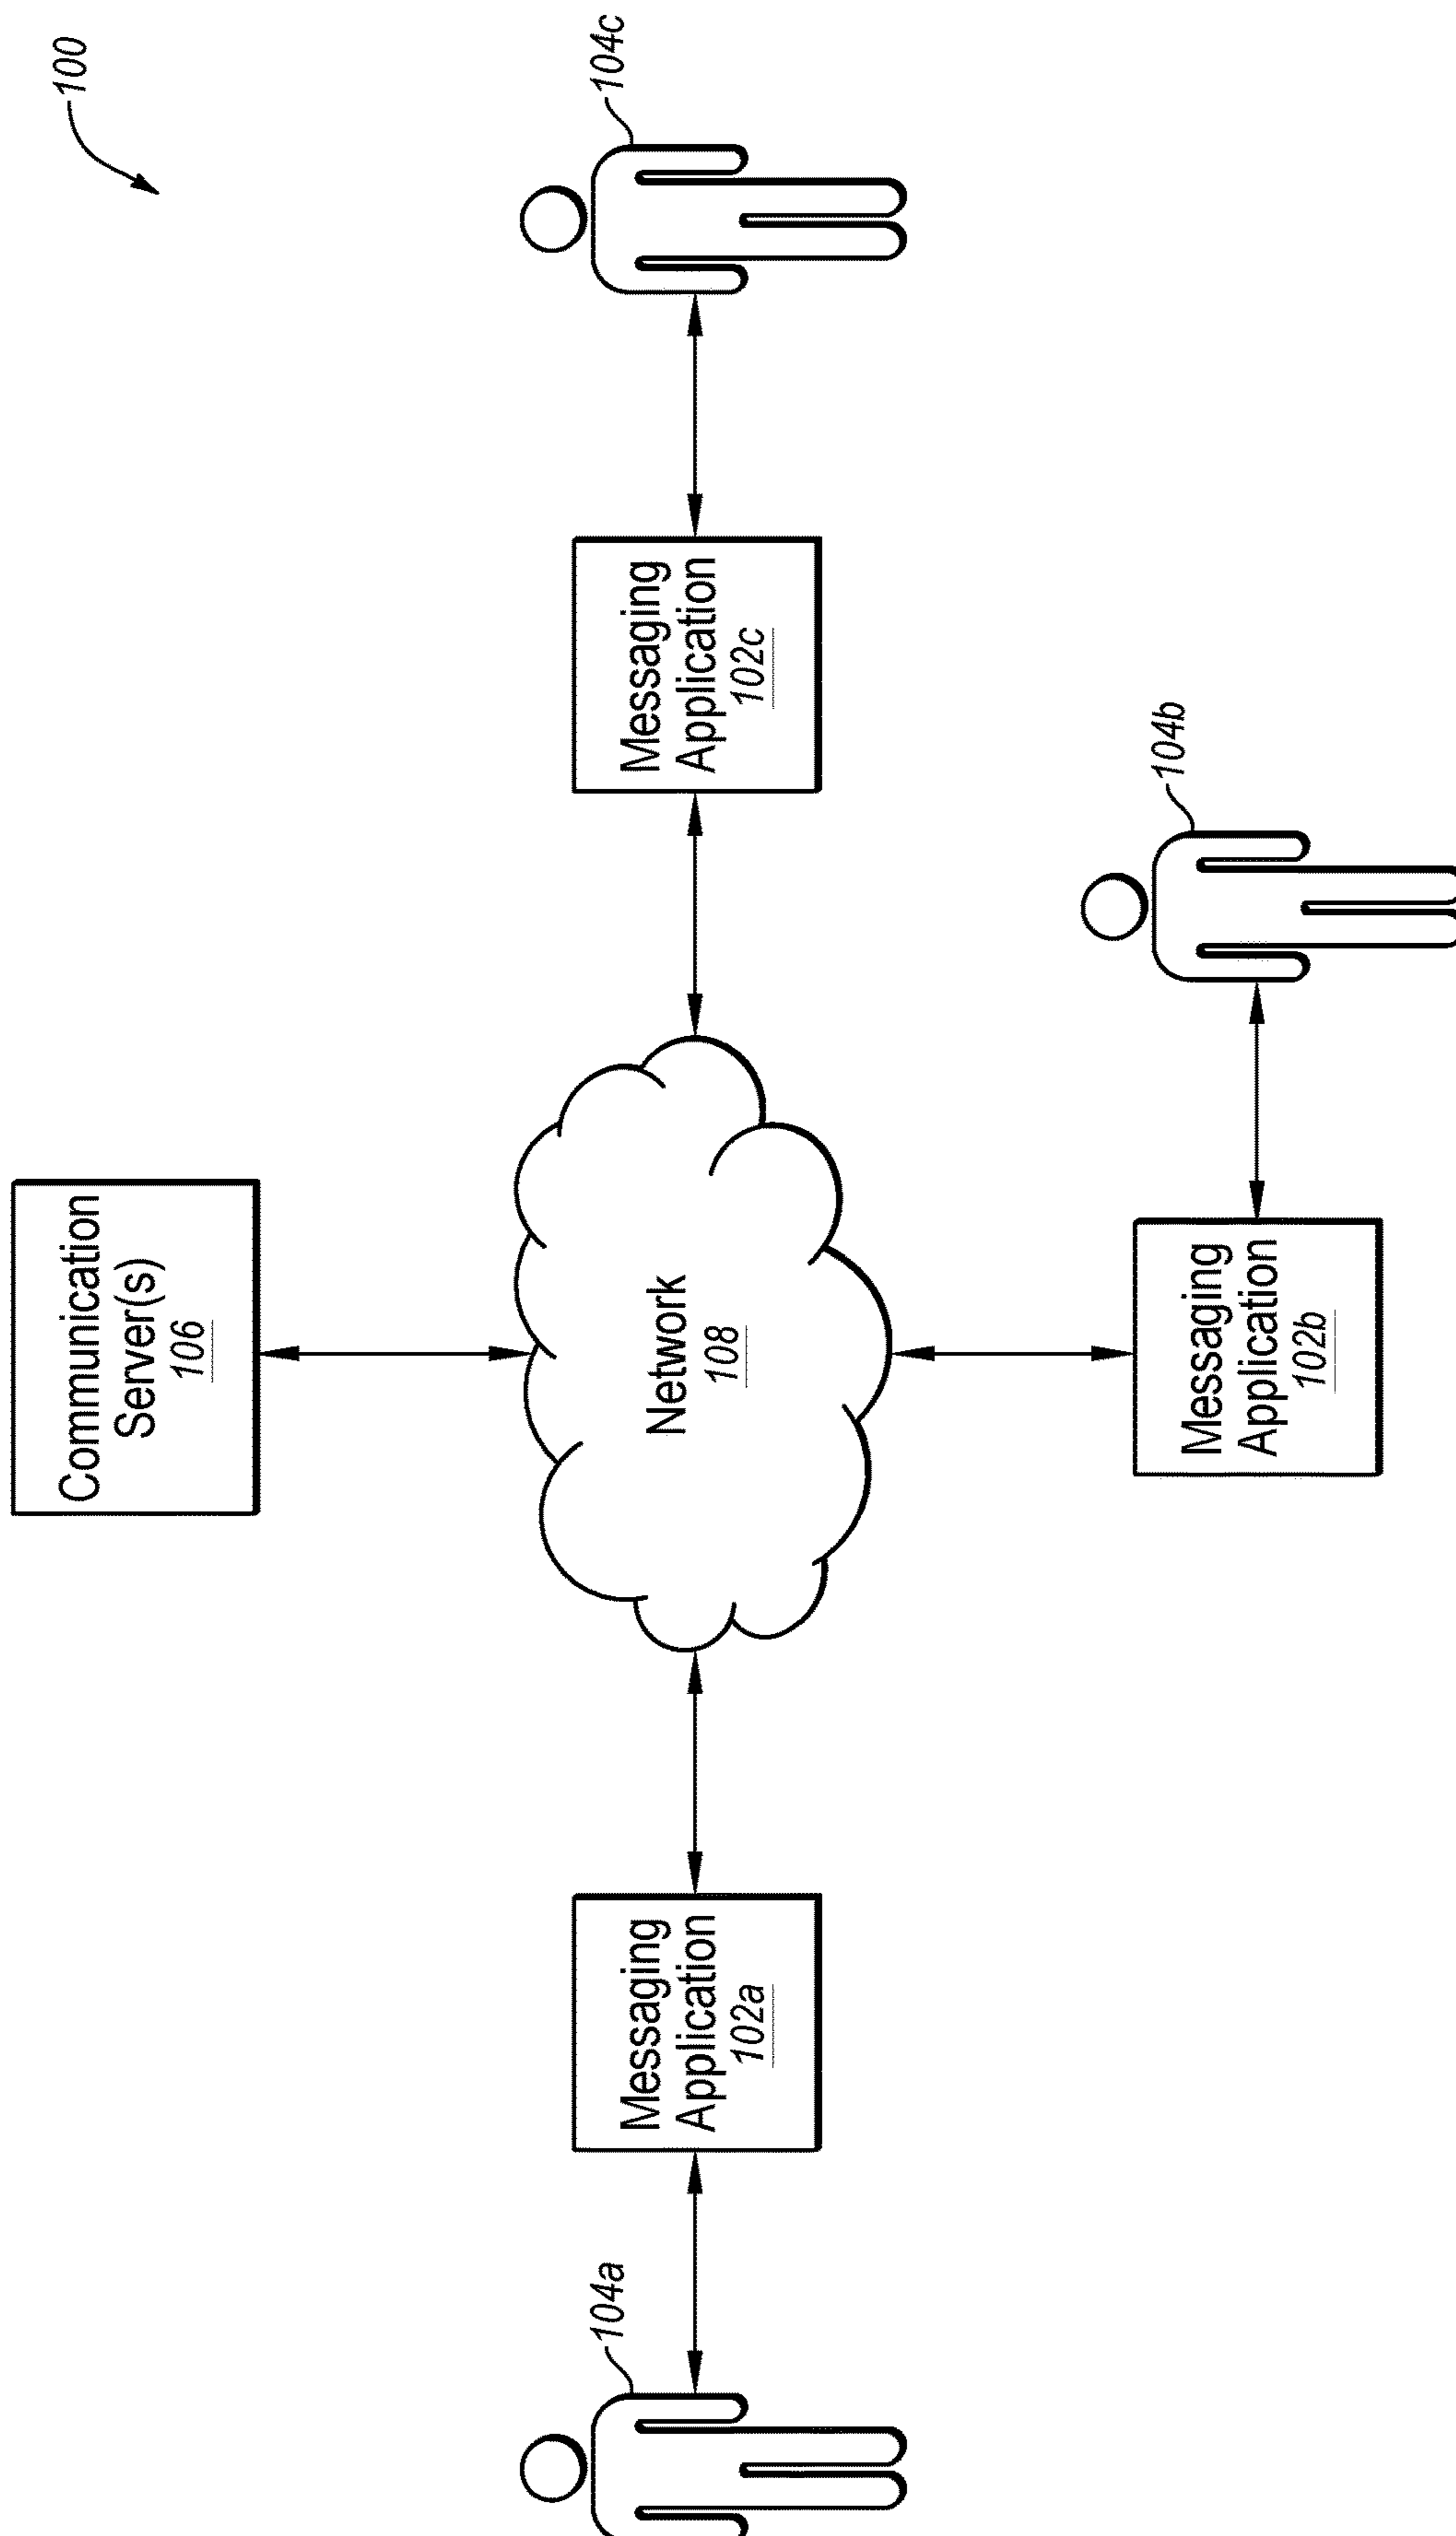 100
Communication
Server(s)
106
104a
Messaging
Application
102a
Network
108
Messaging
Application
102c
104c
Messaging
Application
102b
104b